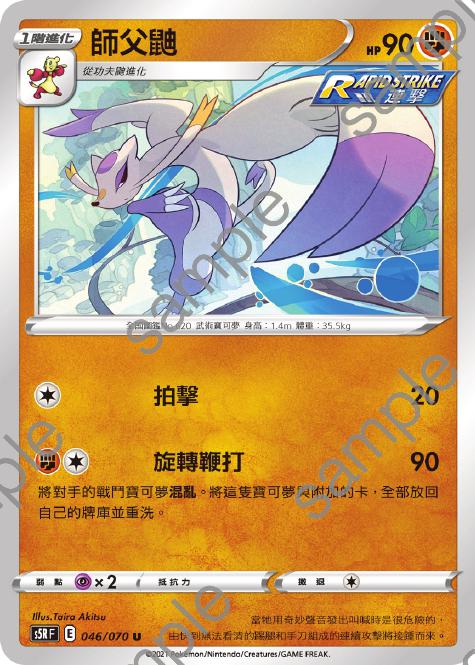 1階進化
師父鼬
HP 90
從功夫鼬進化
RAPID STRIKE
連擊
全國圖鑑No.620 武術寶可夢 身高：1.4m 體重：35.5kg
拍擊 20
旋轉鞭打 90
將對手的戰鬥寶可夢混亂。將這隻寶可夢與附加的卡，全部放回
自己的牌庫並重洗。
弱點 ×2 抵抗力 撤退
Illus.Taira Akitsu
s5R F E 046/070 U
當牠用奇妙聲音發出叫喊時是很危險的。
由快到無法看清的踢腿和手刀組成的連續攻擊將接踵而來。
©2021 Pokémon/Nintendo/Creatures/GAME FREAK.
sample
sample
sample
sample
sample
sample